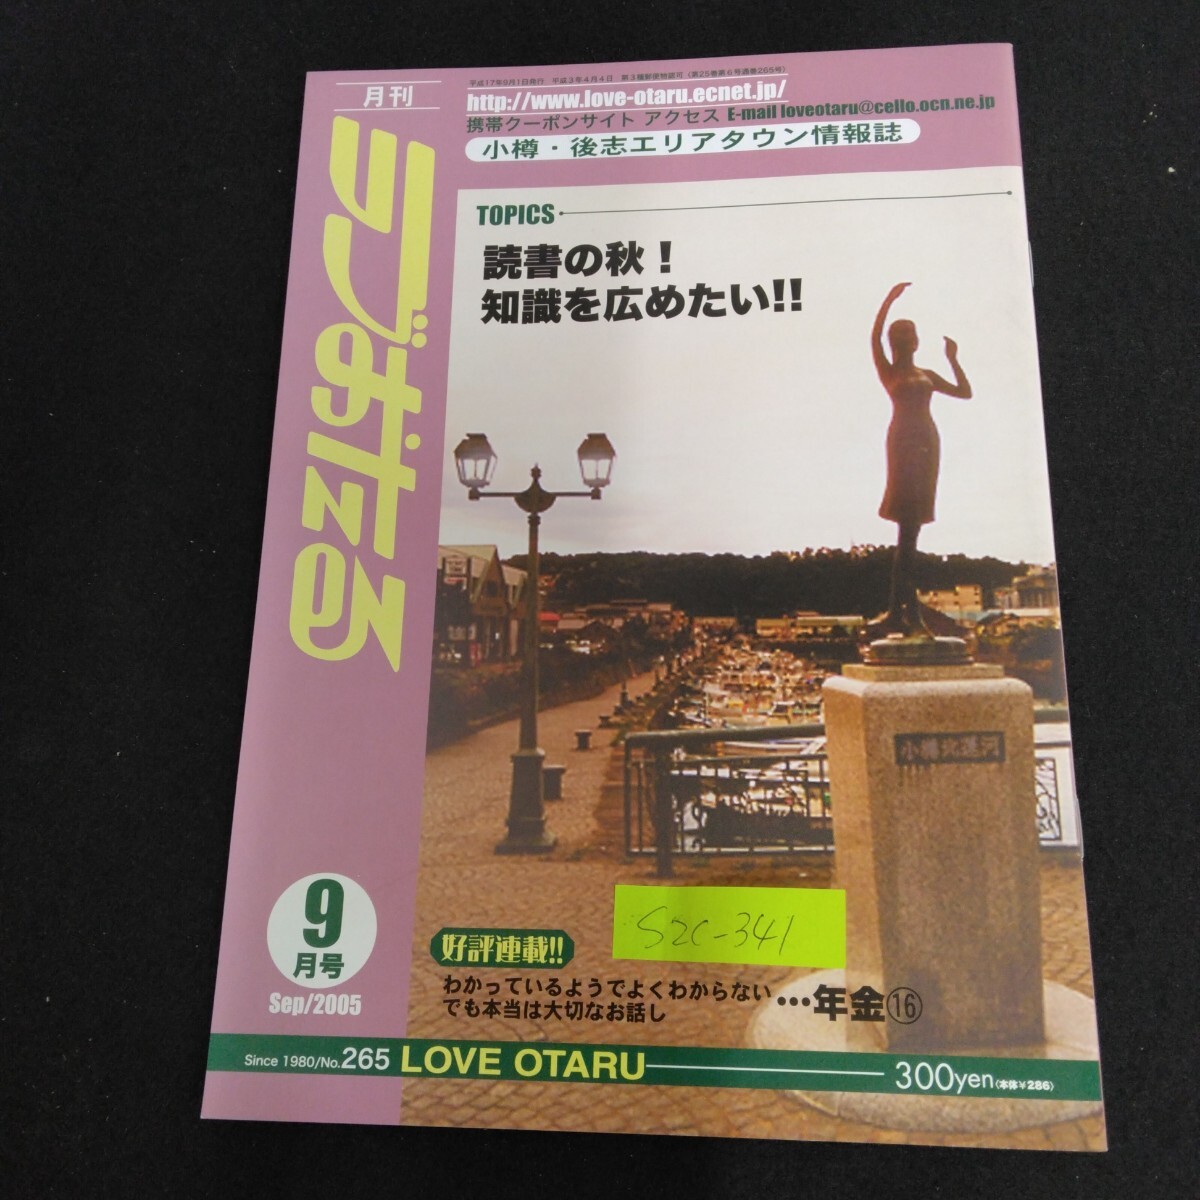 平成17年9月1日発行 平成3年4月4日 第3種郵便物認可 (第25巻第6号通巻265号)
http://www.love-otaru.ecnet.jp/
携帯クーポンサイト アクセス E-mail loveotaru@cello.ocn.ne.jp
小樽・後志エリアタウン情報誌
月刊
ラブおたる
TOPICS
読書の秋!
知識を広めたい!!
小樽北運河
S2C-341
9
月号
Sep/2005
好評連載!!
わかっているようでよくわからない
でも本当は大切なお話し
…年金⑯
Since 1980/No.265 LOVE OTARU
300yen〈本体¥286〉